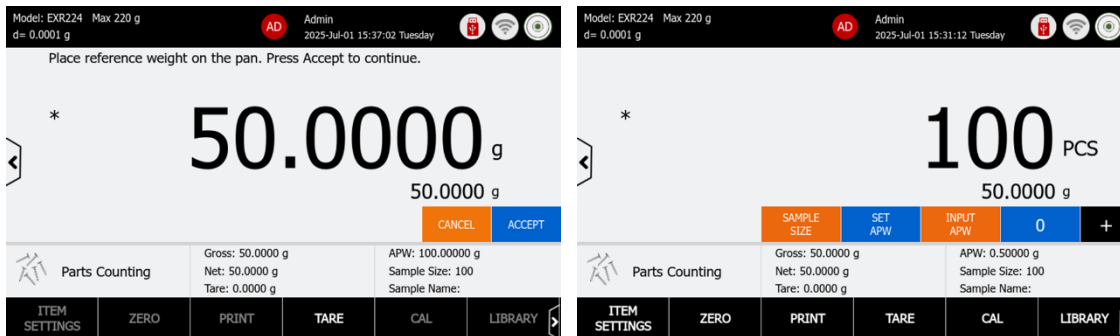 Model: EXR224 Max 220 g
d= 0.0001 g
AD
Admin
2025-Jul-01 15:37:02 Tuesday
Place reference weight on the pan. Press Accept to continue.
*
50.0000 g
50.0000 g
CANCEL
ACCEPT
Parts Counting
Gross: 50.0000 g
Net: 50.0000 g
Tare: 0.0000 g
APW: 100.00000 g
Sample Size: 100
Sample Name:
ITEM
SETTINGS
ZERO
PRINT
TARE
CAL
LIBRARY
Model: EXR224 Max 220 g
d= 0.0001 g
AD
Admin
2025-Jul-01 15:31:12 Tuesday
*
100 PCS
50.0000 g
SAMPLE
SIZE
SET
APW
INPUT
APW
0
+
Parts Counting
Gross: 50.0000 g
Net: 50.0000 g
Tare: 0.0000 g
APW: 0.50000 g
Sample Size: 100
Sample Name:
ITEM
SETTINGS
ZERO
PRINT
TARE
CAL
LIBRARY